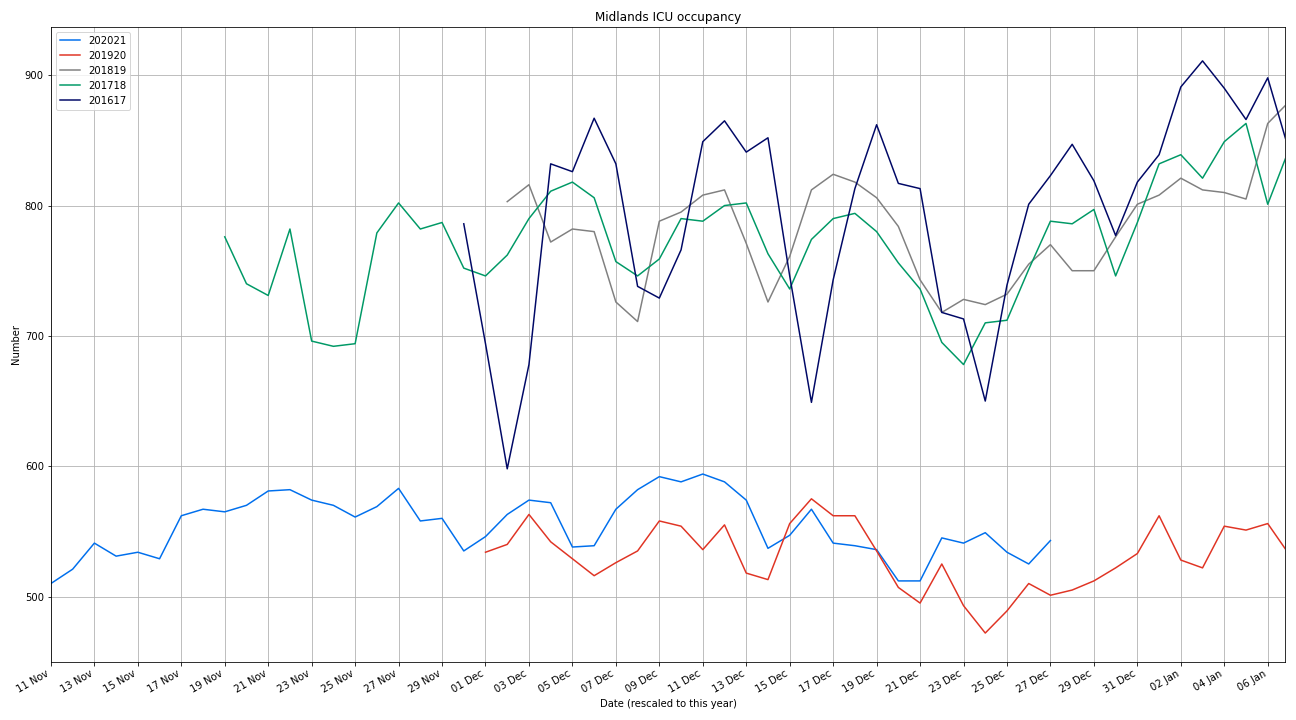 Midlands ICU occupancy
202021
201920
201819
201718
201617
900
800
700
600
500
Number
11 Nov
13 Nov
15 Nov
17 Nov
19 Nov
21 Nov
23 Nov
25 Nov
27 Nov
29 Nov
01 Dec
03 Dec
05 Dec
07 Dec
09 Dec
11 Dec
13 Dec
15 Dec
17 Dec
19 Dec
21 Dec
23 Dec
25 Dec
27 Dec
29 Dec
31 Dec
02 Jan
04 Jan
06 Jan
Date (rescaled to this year)